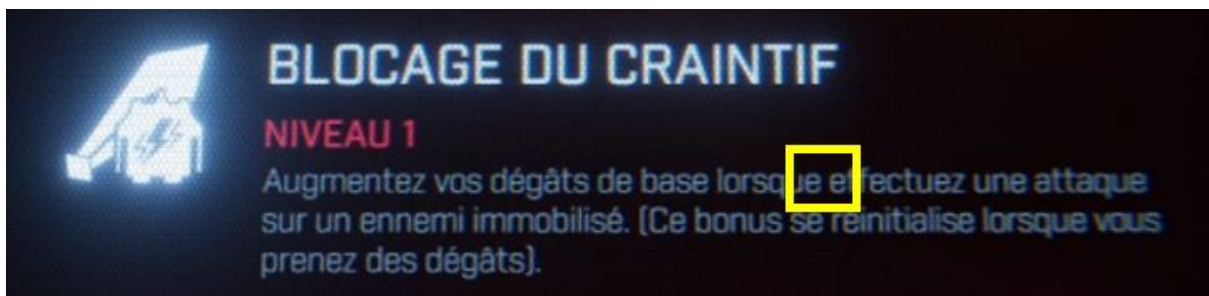 BLOCAGE DU CRAINTIF
NIVEAU 1
Augmentez vos dégâts de base lorsque effectuez une attaque
sur un ennemi immobilisé. (Ce bonus se réinitialise lorsque vous
prenez des dégâts).